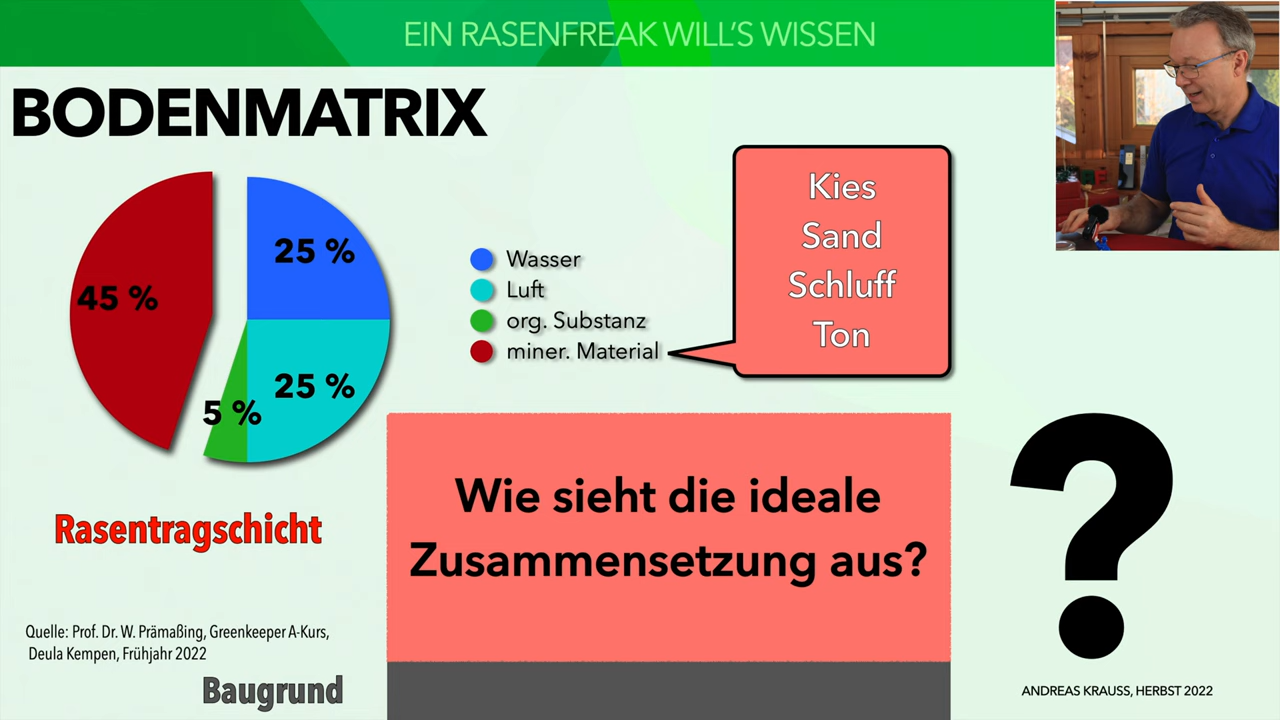 EIN RASENFREAK WILL'S WISSEN
BODENMATRIX
25 %
45 %
25 %
5 %
Wasser
Luft
org. Substanz
miner. Material
Kies
Sand
Schluff
Ton
Wie sieht die ideale
Zusammensetzung aus?
?
Rasentragschicht
Quelle: Prof. Dr. W. Prämaßing, Greenkeeper A-Kurs,
Deula Kempen, Frühjahr 2022
Baugrund
ANDREAS KRAUSS, HERBST 2022